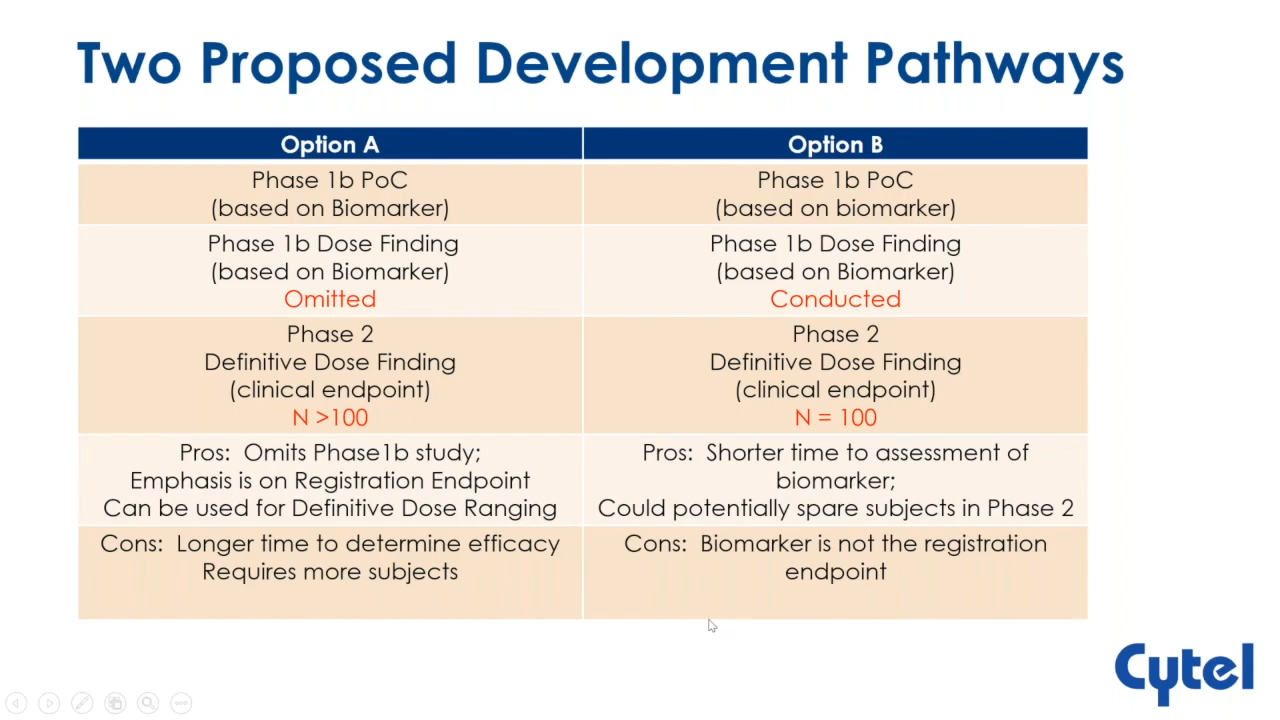 Two Proposed Development Pathways
Option A
Option B
Phase 1b PoC
(based on Biomarker)
Phase 1b PoC
(based on biomarker)
Phase 1b Dose Finding
(based on Biomarker)
Omitted
Phase 1b Dose Finding
(based on Biomarker)
Conducted
Phase 2
Definitive Dose Finding
(clinical endpoint)
N >100
Phase 2
Definitive Dose Finding
(clinical endpoint)
N = 100
Pros:  Omits Phase1b study;
Emphasis is on Registration Endpoint
Can be used for Definitive Dose Ranging
Pros:  Shorter time to assessment of
biomarker;
Could potentially spare subjects in Phase 2
Cons:  Longer time to determine efficacy
Requires more subjects
Cons:  Biomarker is not the registration
endpoint
Cytel